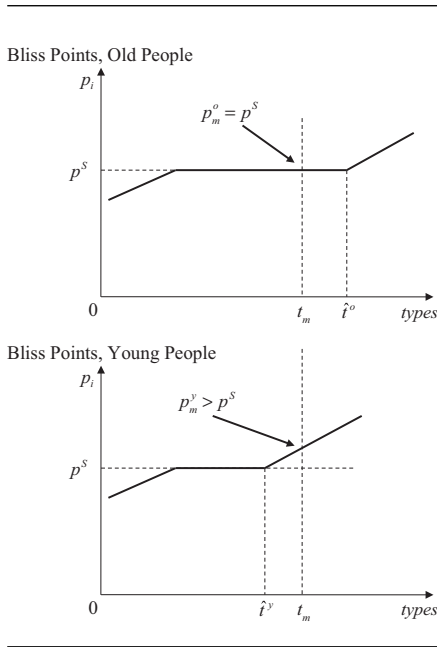 Bliss Points, Old People
p_i
p_m^o = p^S
p^S
0
t_m
t̂^o
types
Bliss Points, Young People
p_i
p_m^y > p^S
p^S
0
t̂^y
t_m
types